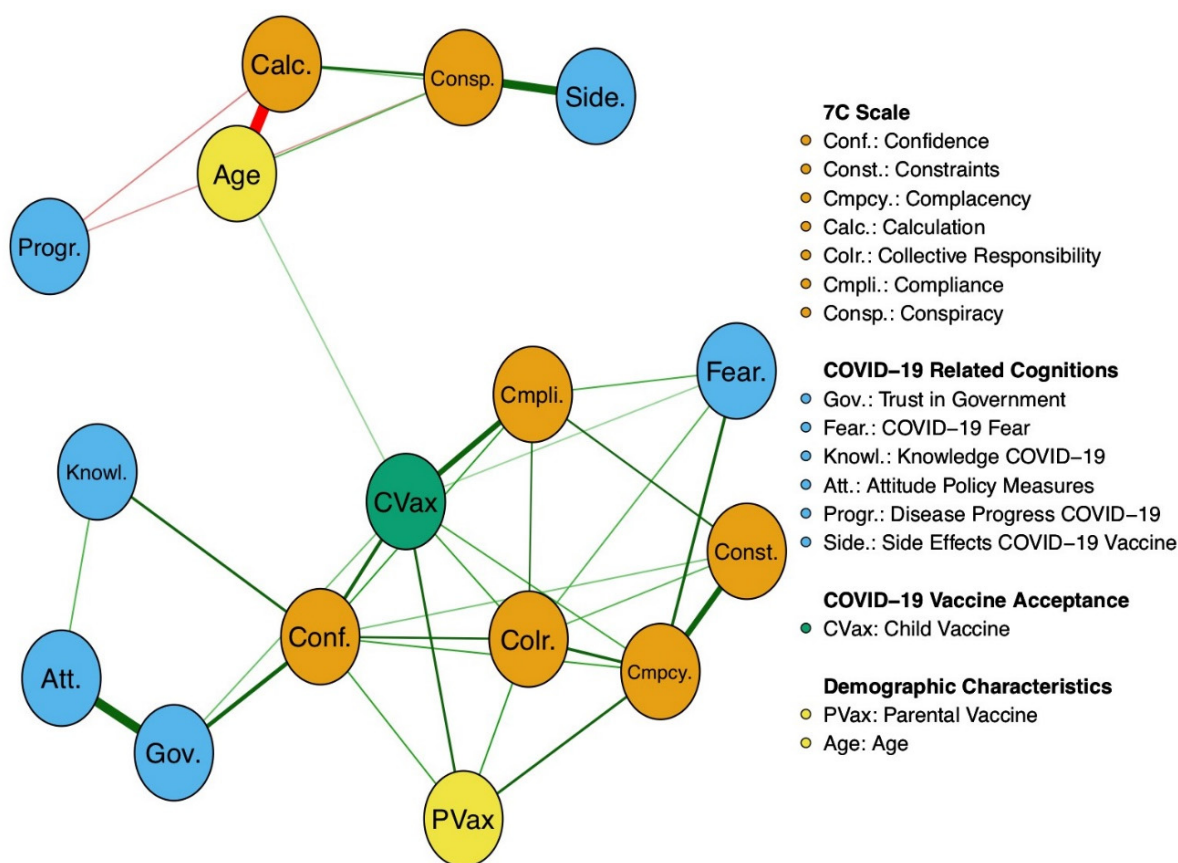 Calc.
Consp.
Side.
Age
Progr.
Cmpli.
Fear.
Knowl.
CVax
Const.
Conf.
Colr.
Cmpcy.
Att.
Gov.
PVax
7C Scale
Conf.: Confidence
Const.: Constraints
Cmpcy.: Complacency
Calc.: Calculation
Colr.: Collective Responsibility
Cmpli.: Compliance
Consp.: Conspiracy
COVID−19 Related Cognitions
Gov.: Trust in Government
Fear.: COVID−19 Fear
Knowl.: Knowledge COVID−19
Att.: Attitude Policy Measures
Progr.: Disease Progress COVID−19
Side.: Side Effects COVID−19 Vaccine
COVID−19 Vaccine Acceptance
CVax: Child Vaccine
Demographic Characteristics
PVax: Parental Vaccine
Age: Age